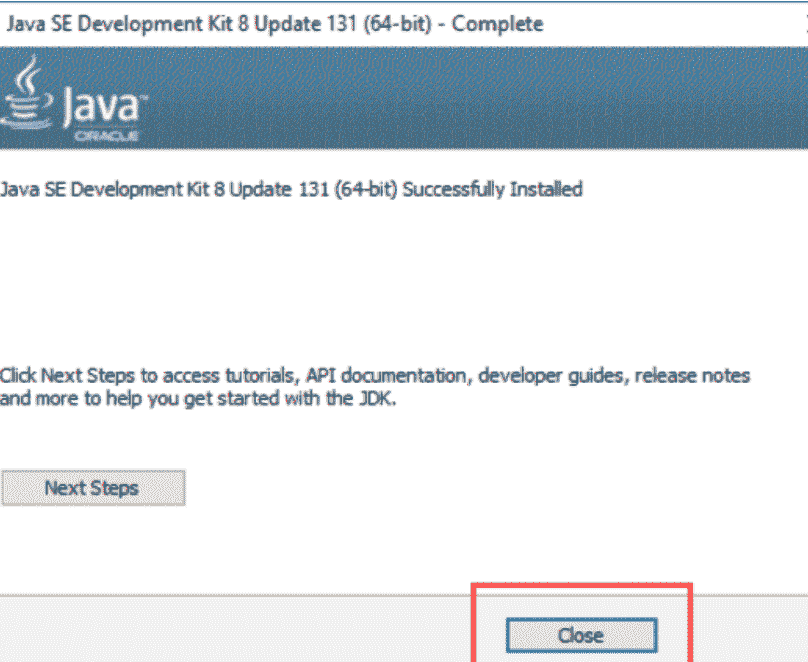 Java SE Development Kit 8 Update 131 (64-bit) - Complete
Java™
ORACLE
Java SE Development Kit 8 Update 131 (64-bit) Successfully Installed
Click Next Steps to access tutorials, API documentation, developer guides, release notes
and more to help you get started with the JDK.
Next Steps
Close